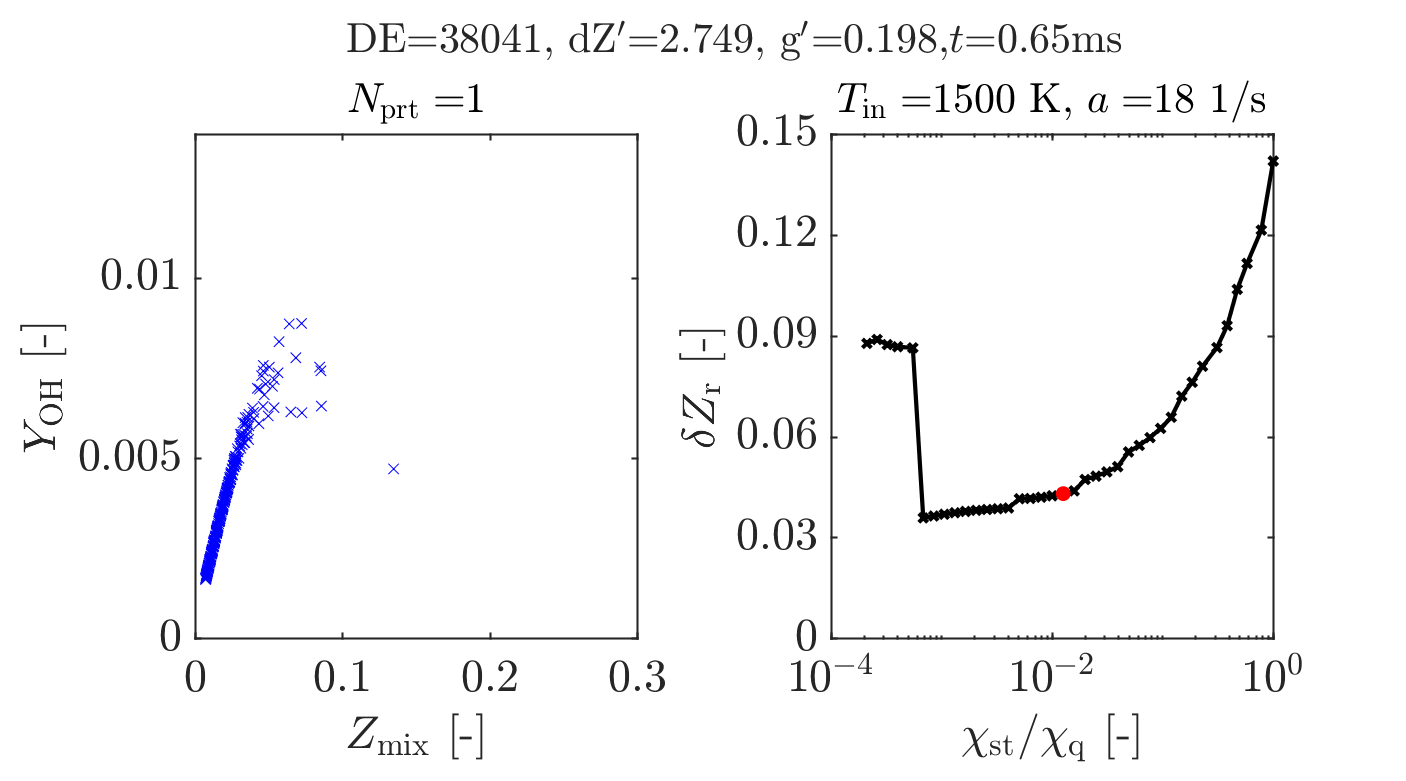 DE=38041, dZ′=2.749, g′=0.198,t=0.65ms
N_prt =1
0.01
0.005
0
0 0.1 0.2 0.3
Y_OH [-]
Z_mix [-]
T_in =1500 K, a =18 1/s
0.15
0.12
0.09
0.06
0.03
0
10⁻⁴ 10⁻² 10⁰
δZ_r [-]
χ_st/χ_q [-]